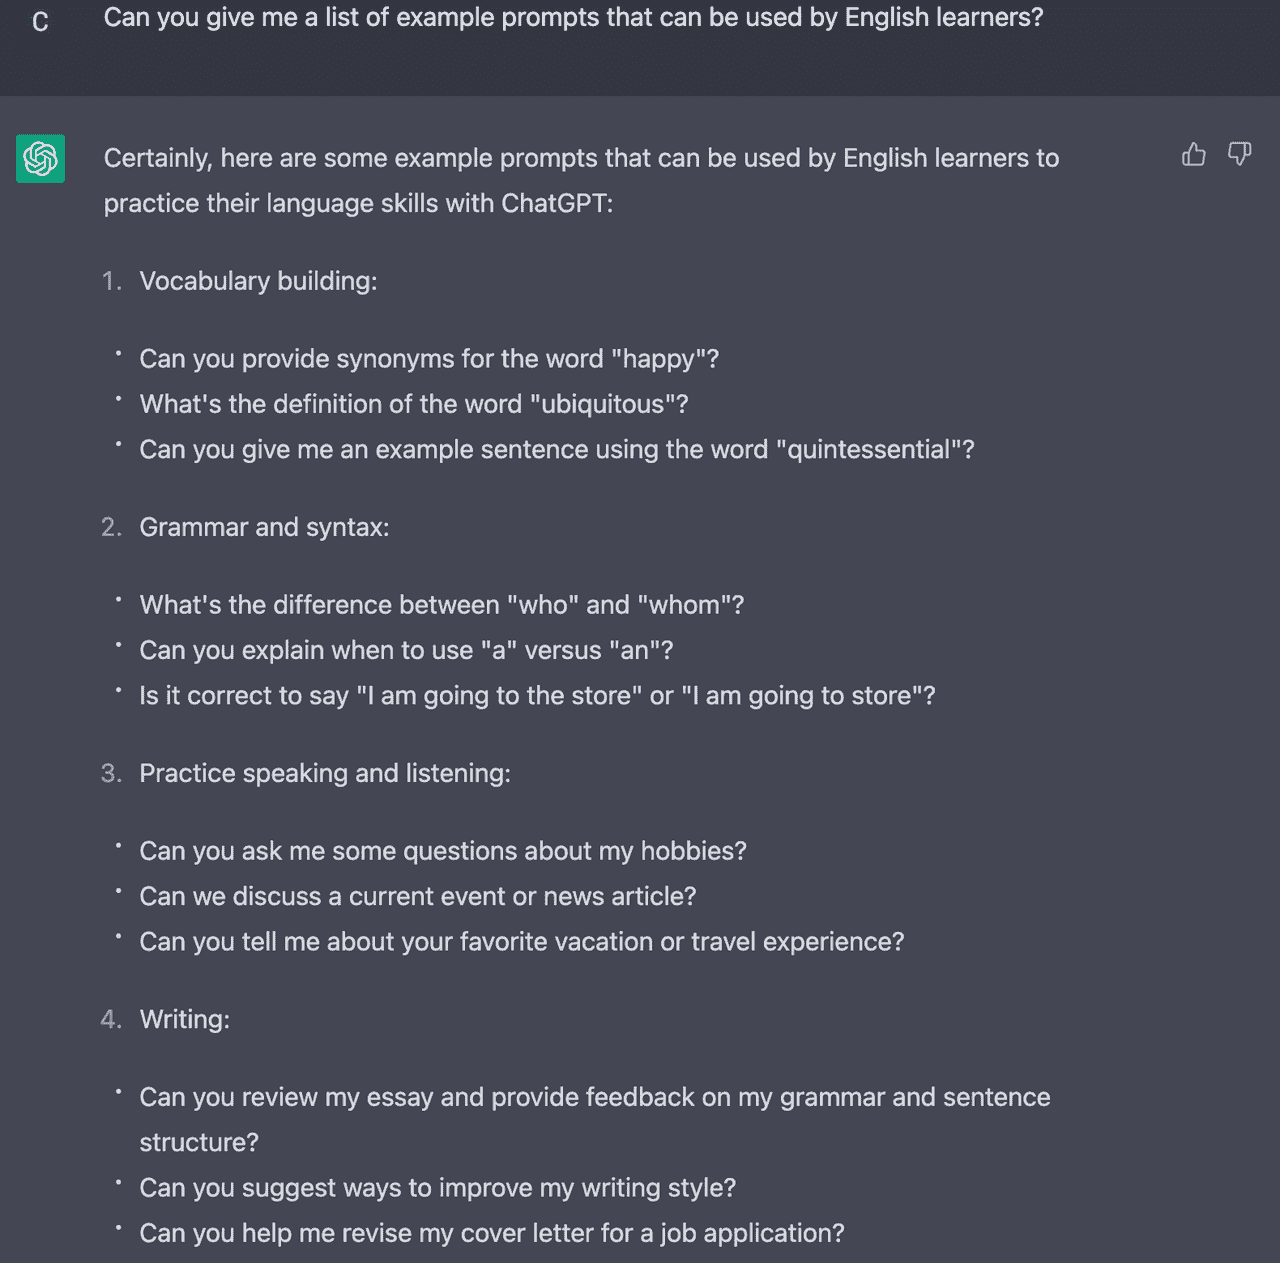 C
Can you give me a list of example prompts that can be used by English learners?
Certainly, here are some example prompts that can be used by English learners to
practice their language skills with ChatGPT:
1. Vocabulary building:
• Can you provide synonyms for the word "happy"?
• What's the definition of the word "ubiquitous"?
• Can you give me an example sentence using the word "quintessential"?
2. Grammar and syntax:
• What's the difference between "who" and "whom"?
• Can you explain when to use "a" versus "an"?
• Is it correct to say "I am going to the store" or "I am going to store"?
3. Practice speaking and listening:
• Can you ask me some questions about my hobbies?
• Can we discuss a current event or news article?
• Can you tell me about your favorite vacation or travel experience?
4. Writing:
• Can you review my essay and provide feedback on my grammar and sentence
structure?
• Can you suggest ways to improve my writing style?
• Can you help me revise my cover letter for a job application?